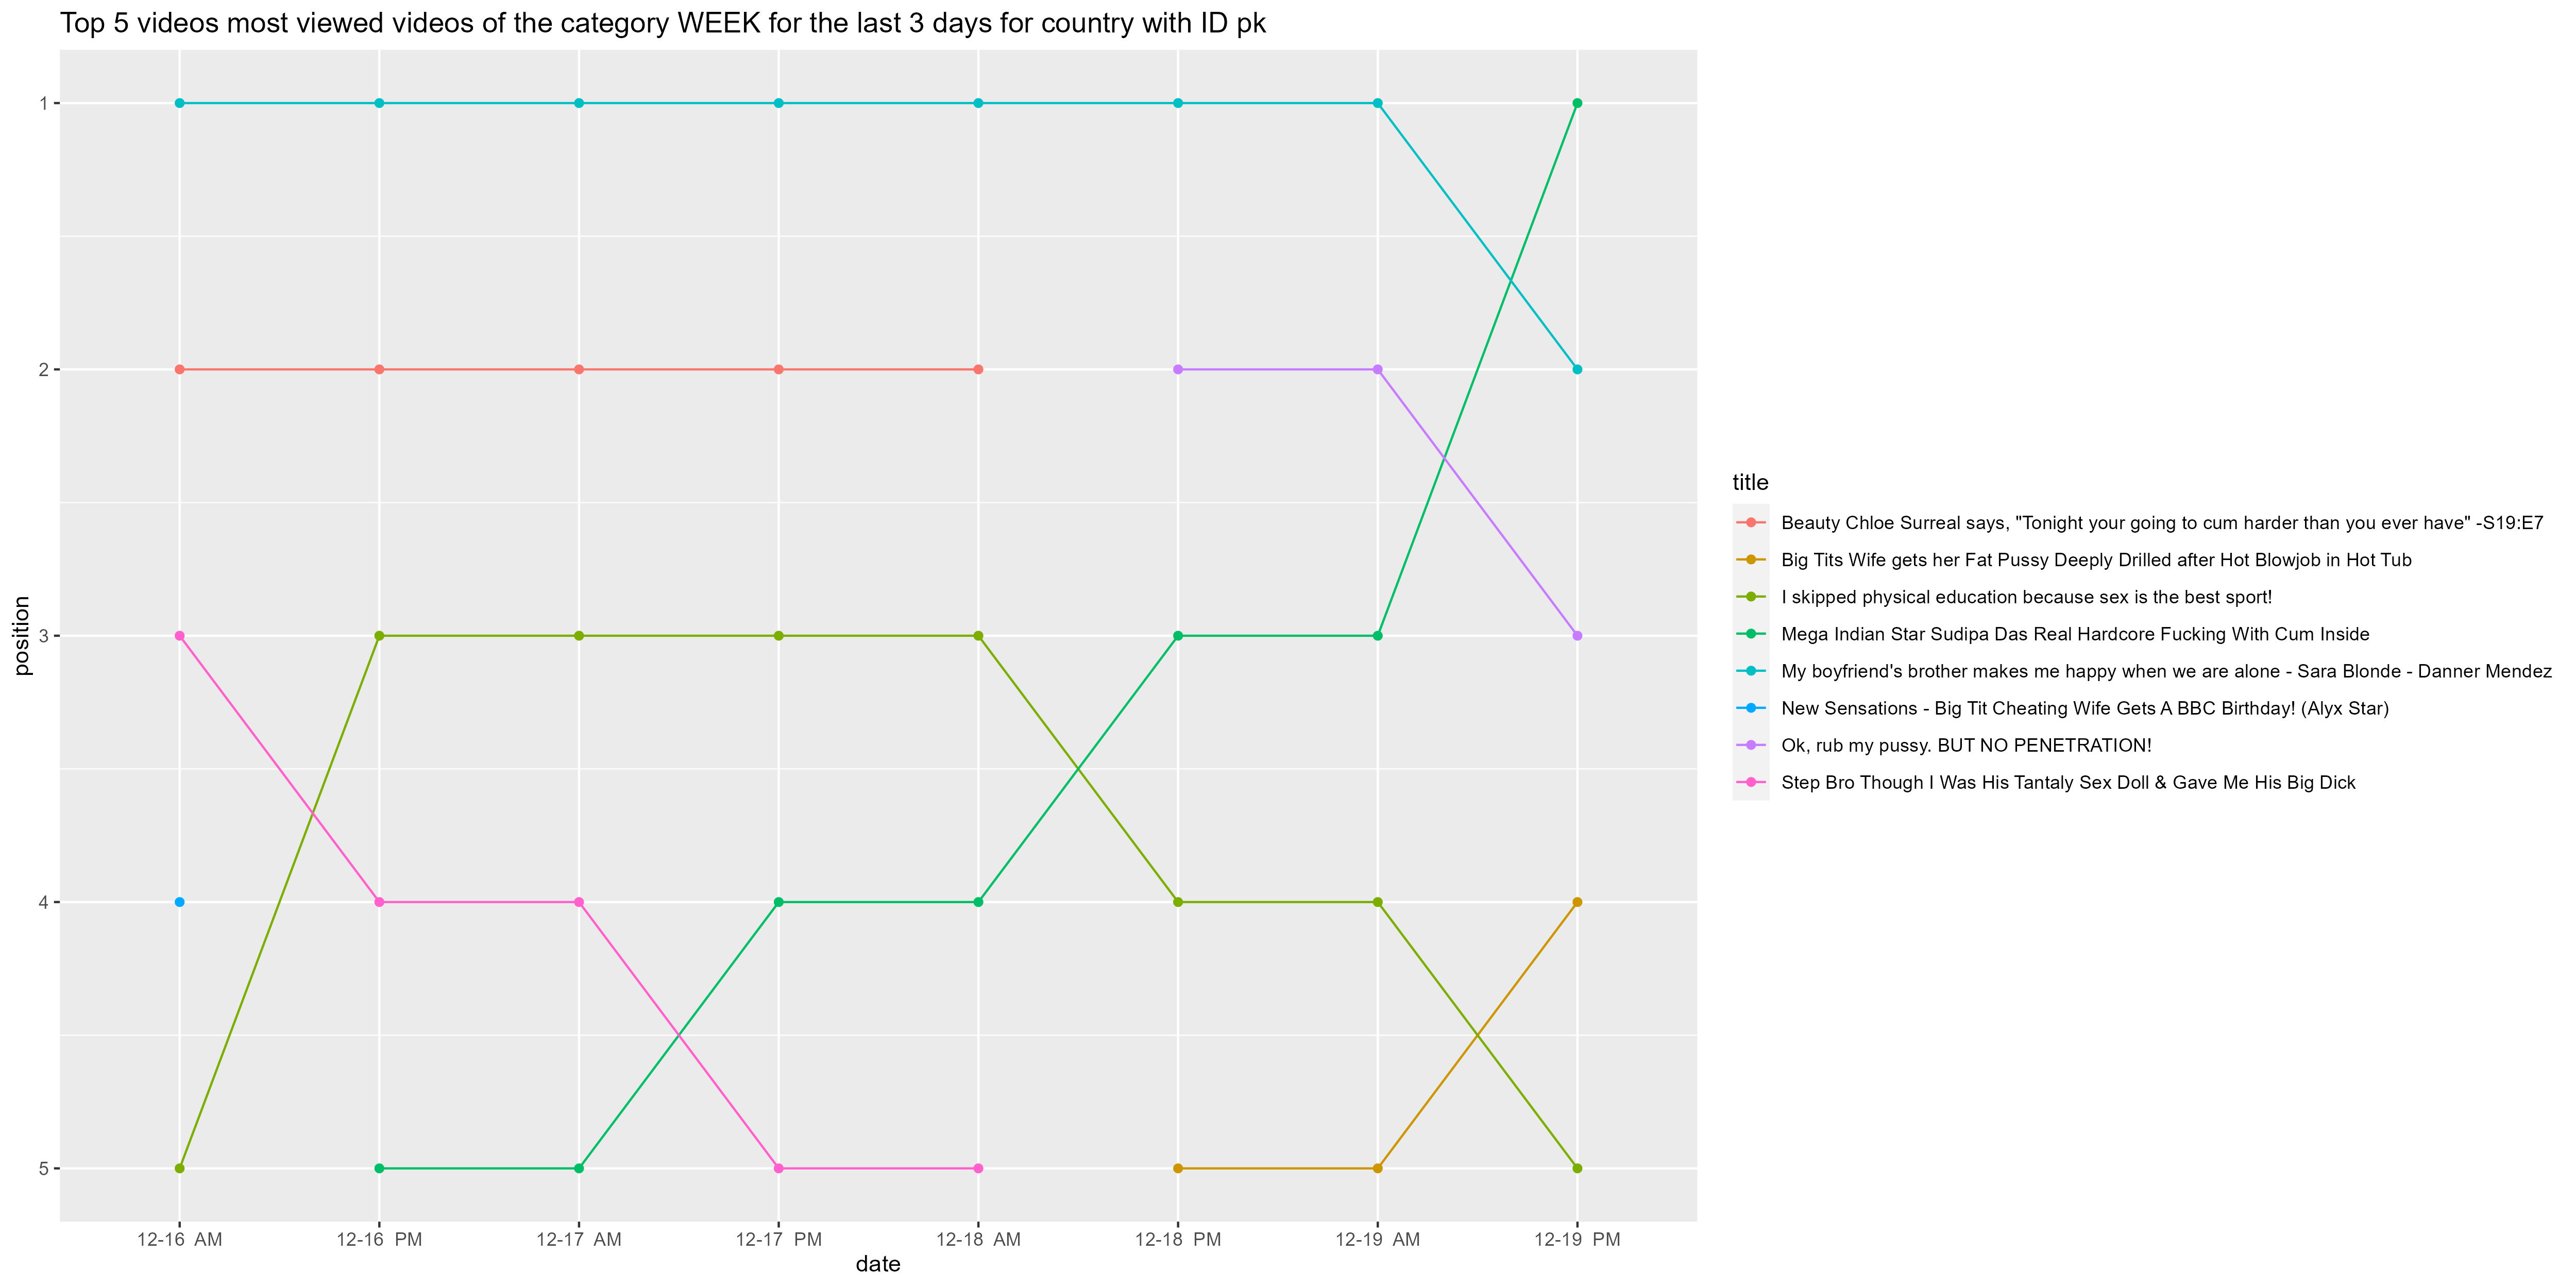 Top 5 videos most viewed videos of the category WEEK for the last 3 days for country with ID pk
position
1
2
3
4
5
12-16 AM
12-16 PM
12-17 AM
12-17 PM
12-18 AM
12-18 PM
12-19 AM
12-19 PM
date
title
Beauty Chloe Surreal says, "Tonight your going to cum harder than you ever have" -S19:E7
Big Tits Wife gets her Fat Pussy Deeply Drilled after Hot Blowjob in Hot Tub
I skipped physical education because sex is the best sport!
Mega Indian Star Sudipa Das Real Hardcore Fucking With Cum Inside
My boyfriend's brother makes me happy when we are alone - Sara Blonde - Danner Mendez
New Sensations - Big Tit Cheating Wife Gets A BBC Birthday! (Alyx Star)
Ok, rub my pussy. BUT NO PENETRATION!
Step Bro Though I Was His Tantaly Sex Doll & Gave Me His Big Dick